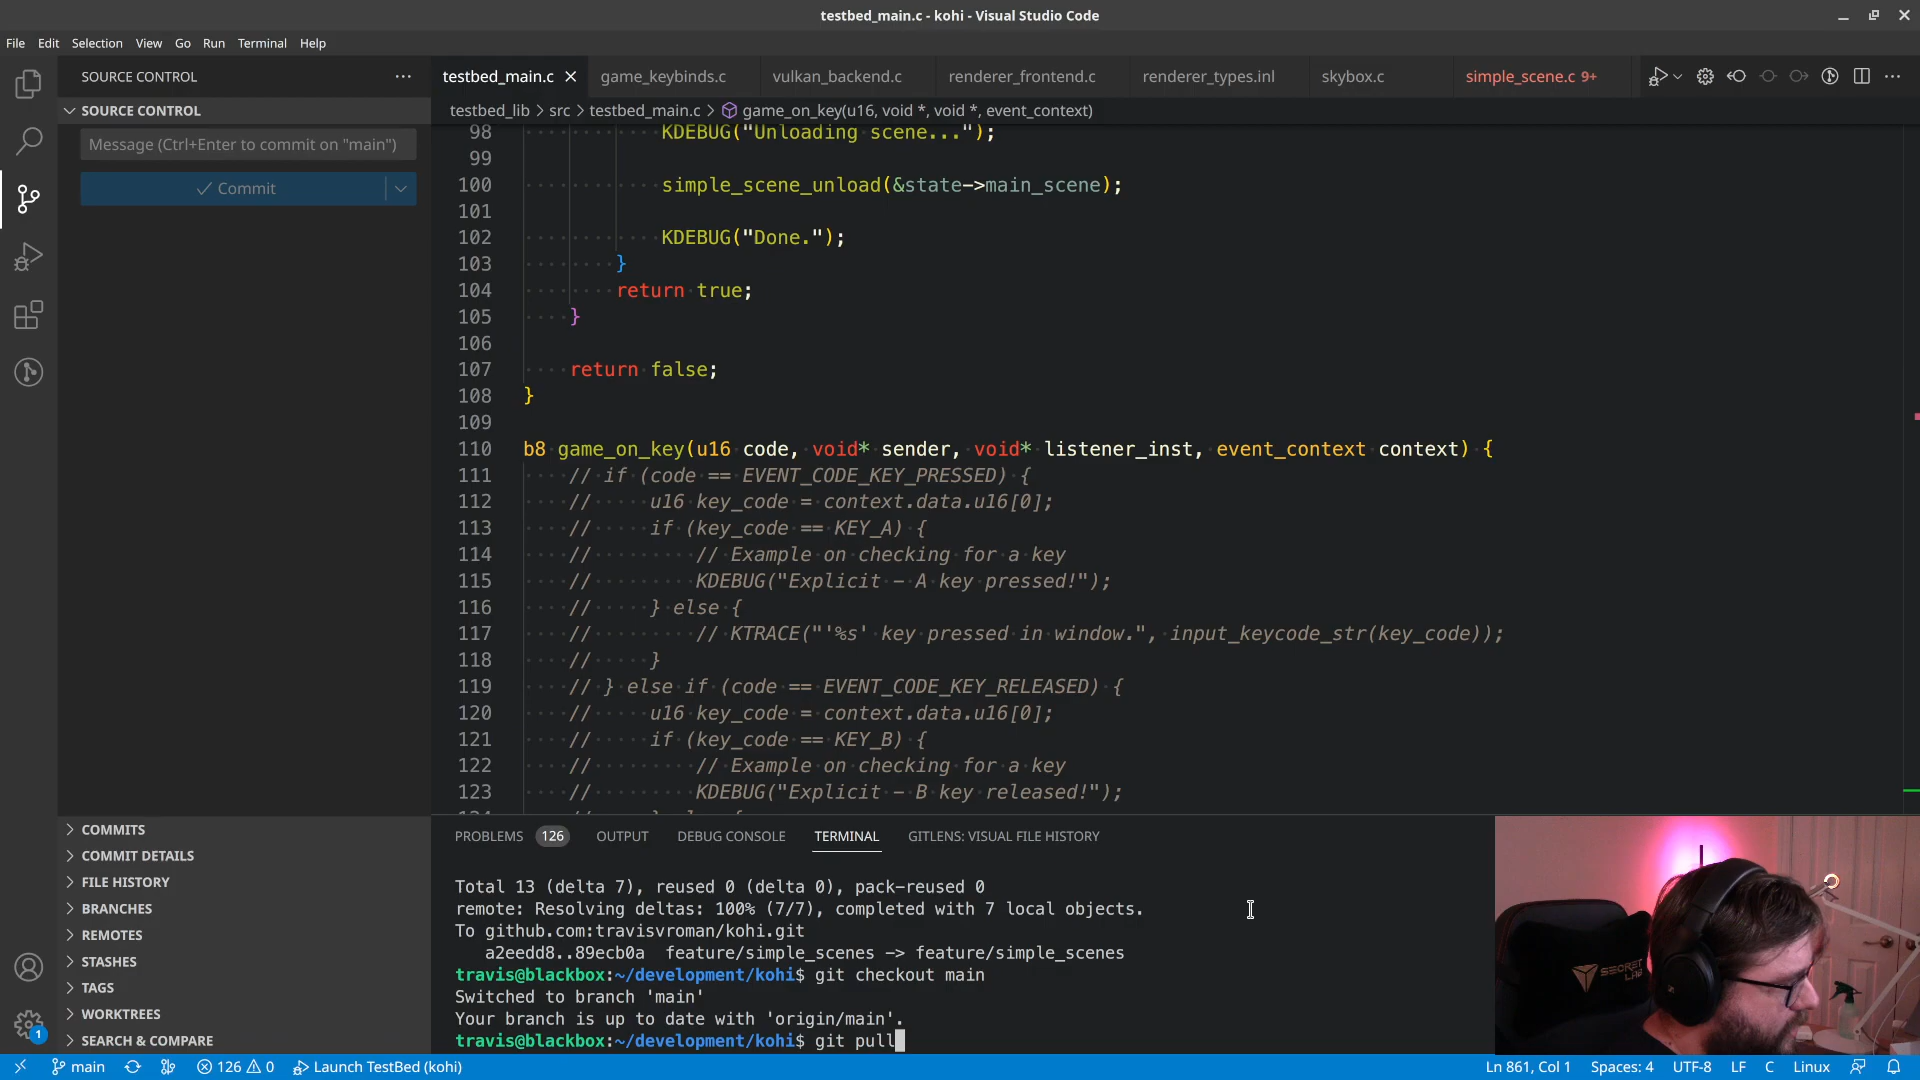 testbed_main.c - kohi - Visual Studio Code
File Edit Selection View Go Run Terminal Help
SOURCE CONTROL
SOURCE CONTROL
Message (Ctrl+Enter to commit on "main")
Commit
COMMITS
COMMIT DETAILS
FILE HISTORY
BRANCHES
REMOTES
STASHES
TAGS
WORKTREES
SEARCH & COMPARE
testbed_main.c game_keybinds.c vulkan_backend.c renderer_frontend.c renderer_types.inl skybox.c simple_scene.c 9+
testbed_lib > src > testbed_main.c > game_on_key(u16, void *, void *, event_context)
98 KDEBUG("Unloading scene...");
99
100 simple_scene_unload(&state->main_scene);
101
102 KDEBUG("Done.");
103 }
104 return true;
105 }
106
107 return false;
108 }
109
110 b8 game_on_key(u16 code, void* sender, void* listener_inst, event_context context) {
111 // if (code == EVENT_CODE_KEY_PRESSED) {
112 // u16 key_code = context.data.u16[0];
113 // if (key_code == KEY_A) {
114 // // Example on checking for a key
115 // KDEBUG("Explicit - A key pressed!");
116 // } else {
117 // // KTRACE("'%s' key pressed in window.", input_keycode_str(key_code));
118 // }
119 // } else if (code == EVENT_CODE_KEY_RELEASED) {
120 // u16 key_code = context.data.u16[0];
121 // if (key_code == KEY_B) {
122 // // Example on checking for a key
123 // KDEBUG("Explicit - B key released!");
PROBLEMS 126 OUTPUT DEBUG CONSOLE TERMINAL GITLENS: VISUAL FILE HISTORY
Total 13 (delta 7), reused 0 (delta 0), pack-reused 0
remote: Resolving deltas: 100% (7/7), completed with 7 local objects.
To github.com:travisvroman/kohi.git
a2eedd8..89ecb0a feature/simple_scenes -> feature/simple_scenes
travis@blackbox:~/development/kohi$ git checkout main
Switched to branch 'main'
Your branch is up to date with 'origin/main'.
travis@blackbox:~/development/kohi$ git pull
SECRET LAB
1
main 126 0 Launch TestBed (kohi) Ln 861, Col 1 Spaces: 4 UTF-8 LF C Linux